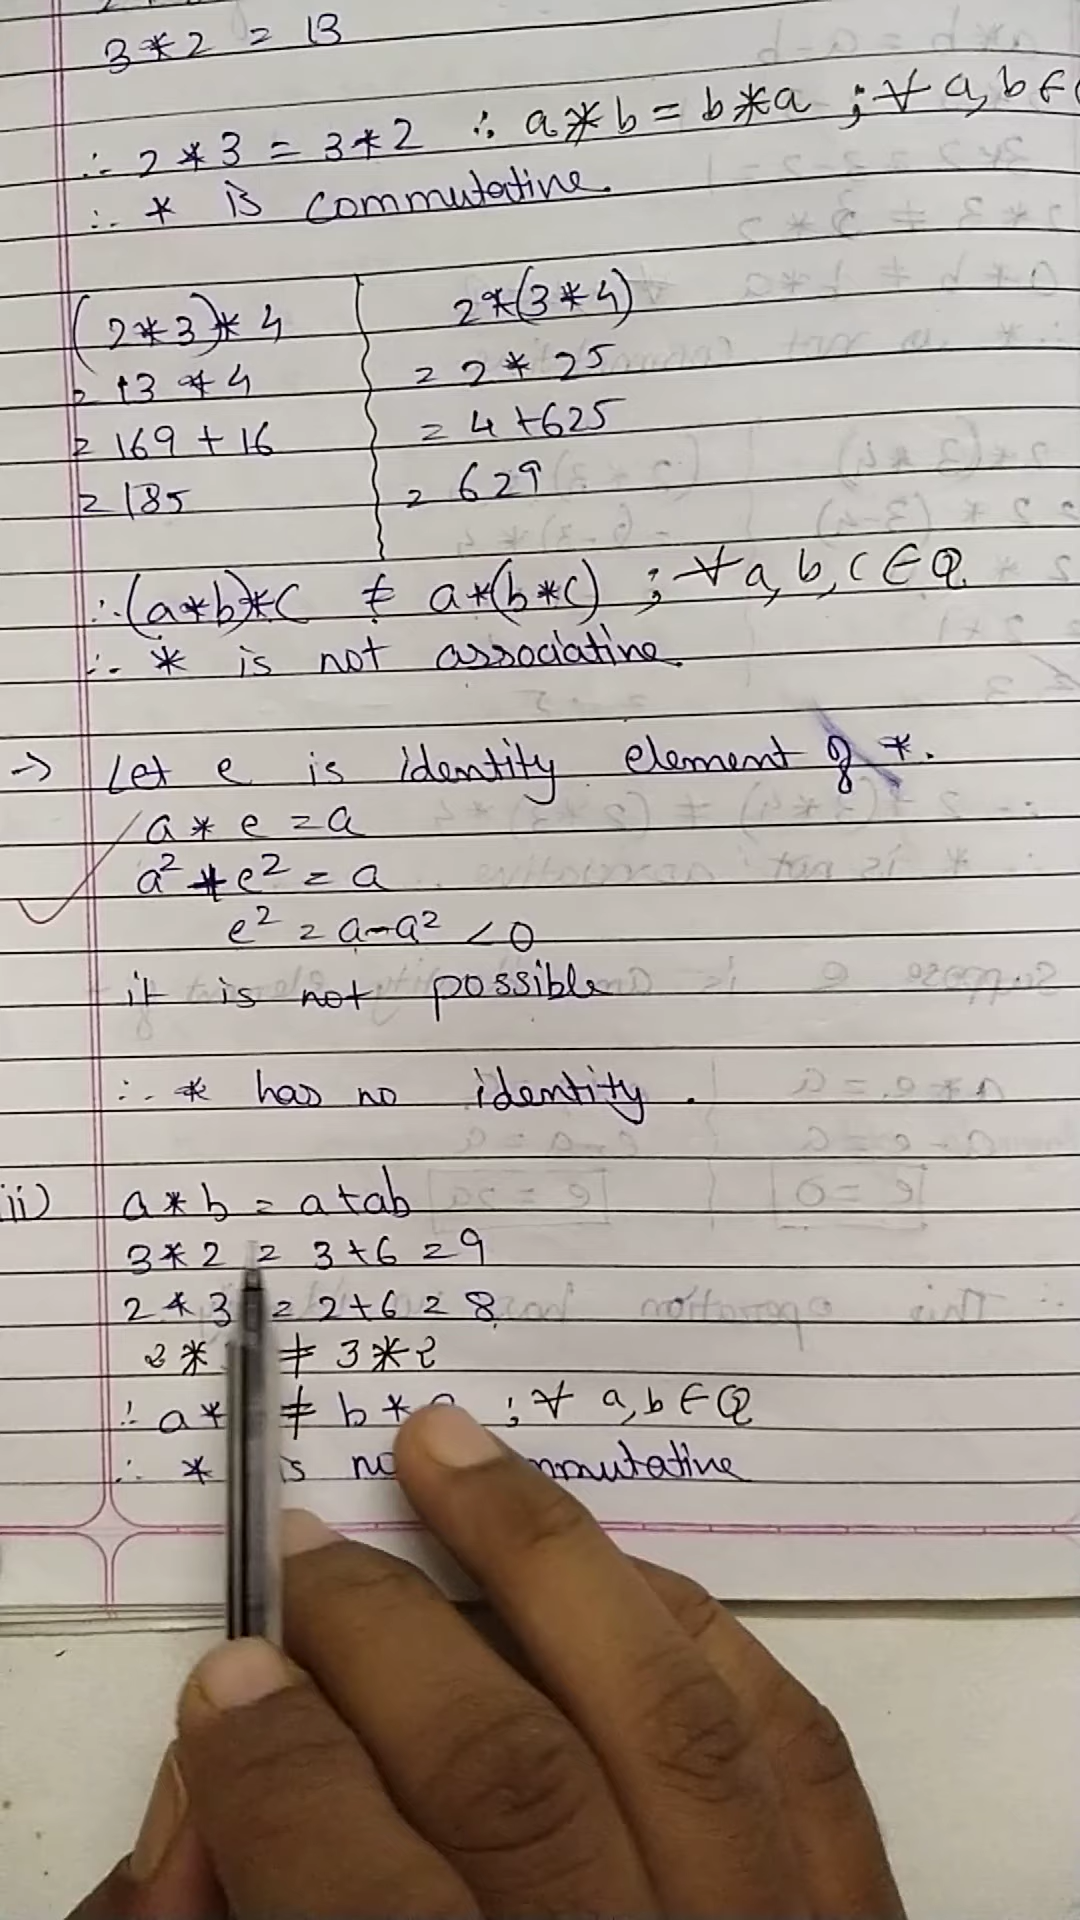 3 * 2 = 13
∴ 2 * 3 = 3 * 2 ∴ a * b = b * a ; ∀ a, b ∈
∴ * is commutative.
(2 * 3) * 4
= 13 * 4
= 169 + 16
= 185
2 * (3 * 4)
= 2 * 25
= 4 + 625
= 629
∴ (a * b) * c ≠ a * (b * c) ; ∀ a, b, c ∈ Q.
∴ * is not associative.
→ Let e is identity element of *.
a * e = a
a² + e² = a
e² = a - a² < 0
it is not possible
∴ * has no identity.
ii) a * b = a + ab
3 * 2 = 3 + 6 = 9
2 * 3 = 2 + 6 = 8
2 * ≠ 3 * 2
∴ a * ≠ b * ; ∀ a, b ∈ Q
∴ *